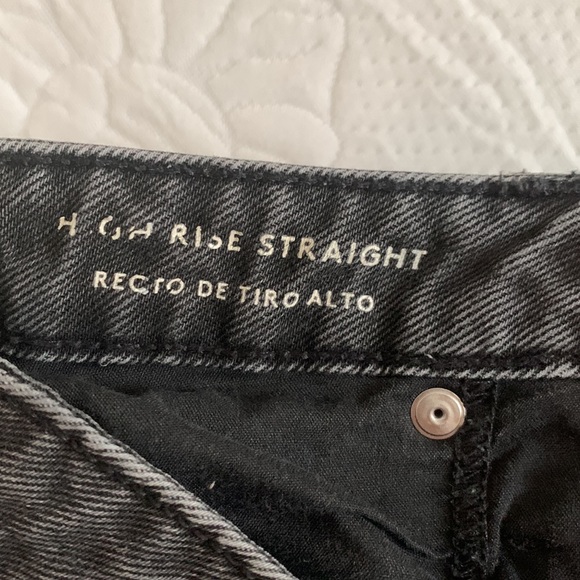 HIGH RISE STRAIGHT
RECTO DE TIRO ALTO